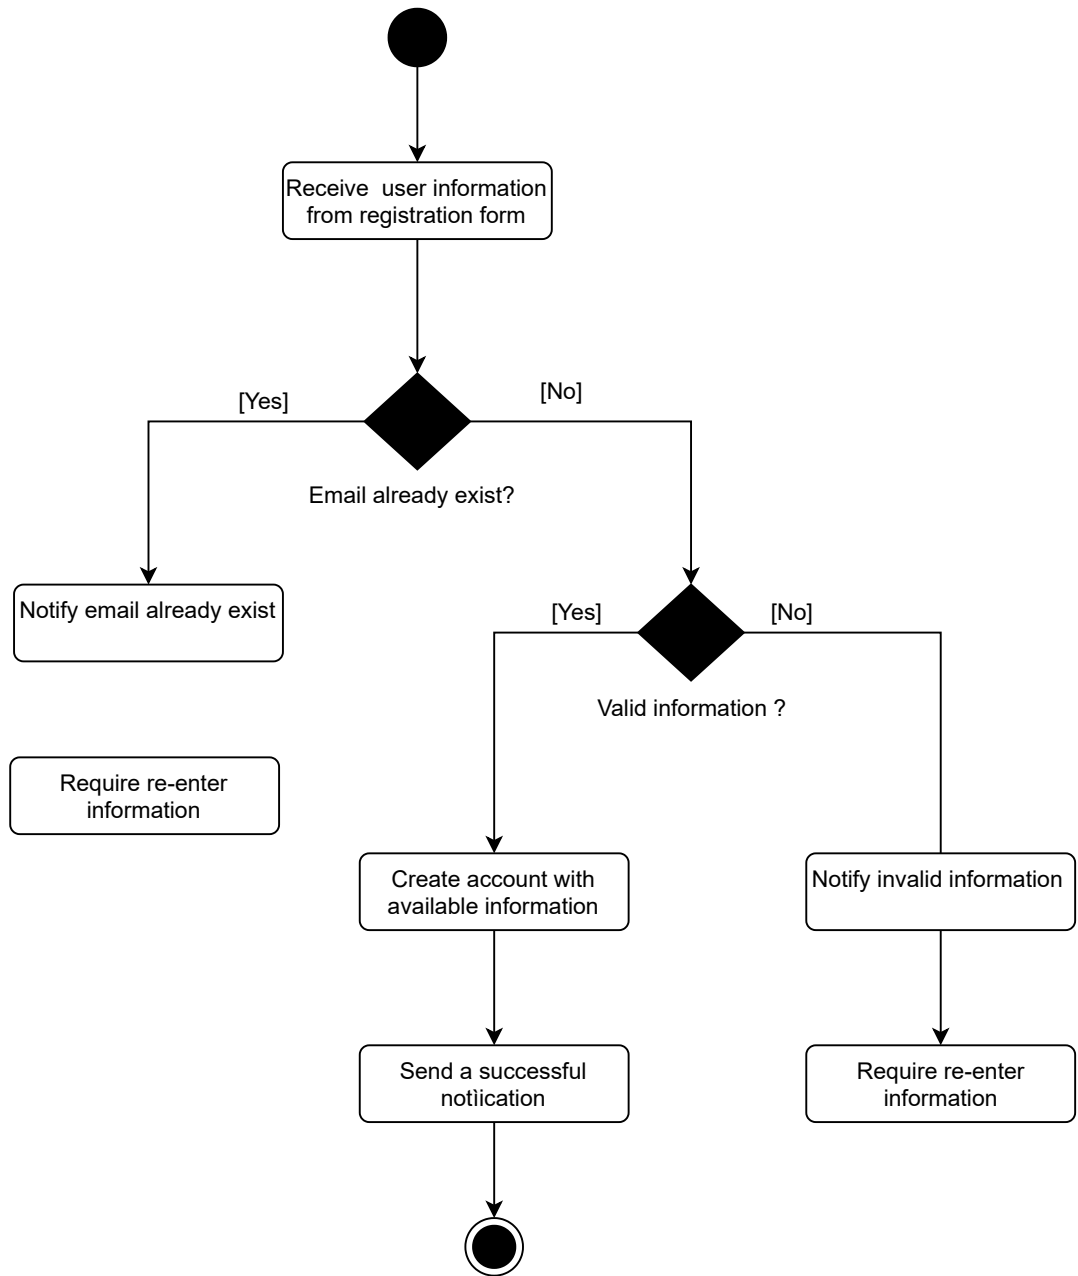 Receive  user information
from registration form
[Yes]
[No]
Email already exist?
Notify email already exist
[Yes]
[No]
Valid information ?
Require re-enter
information
Create account with
available information
Notify invalid information
Send a successful
notìication
Require re-enter
information